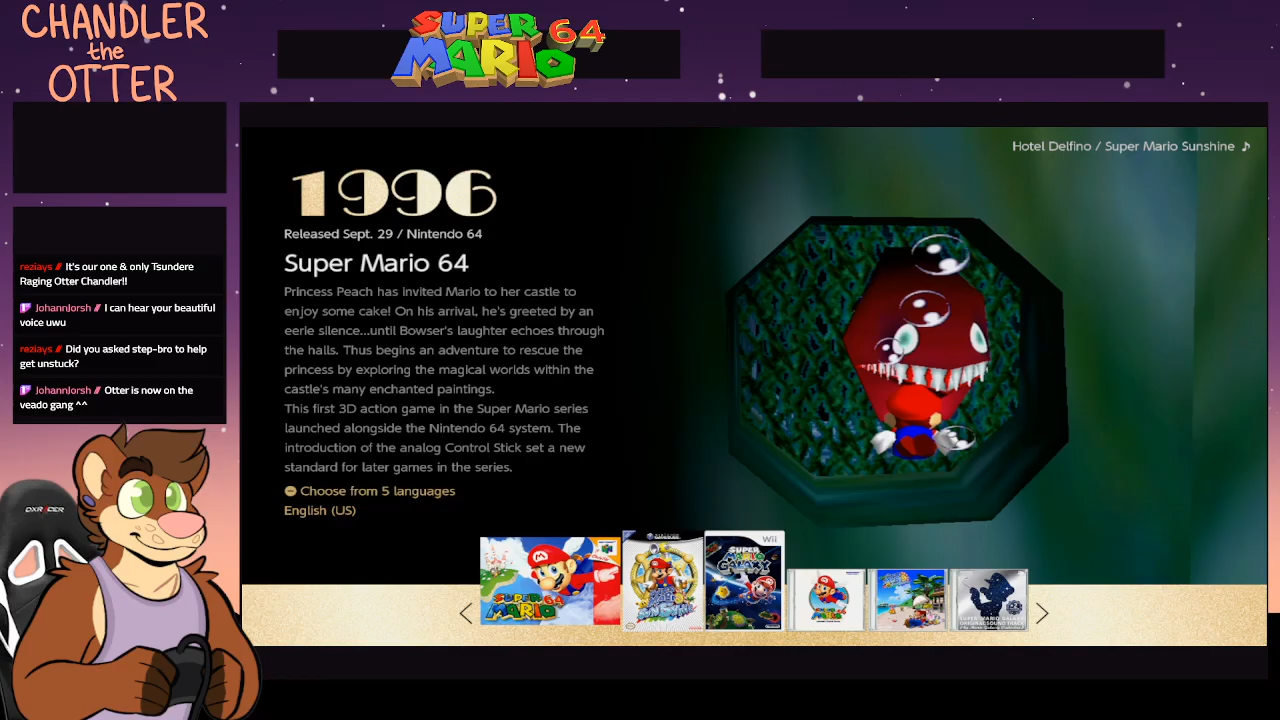 CHANDLER
the
OTTER
SUPER
MARIO 64
Hotel Delfino / Super Mario Sunshine ♪
1996
Released Sept. 29 / Nintendo 64
Super Mario 64
Princess Peach has invited Mario to her castle to
enjoy some cake! On his arrival, he's greeted by an
eerie silence...until Bowser's laughter echoes through
the halls. Thus begins an adventure to rescue the
princess by exploring the magical worlds within the
castle's many enchanted paintings.
This first 3D action game in the Super Mario series
launched alongside the Nintendo 64 system. The
introduction of the analog Control Stick set a new
standard for later games in the series.
Choose from 5 languages
English (US)
reziays // It's our one & only Tsundere
Raging Otter Chandler!!
JohannJorsh // I can hear your beautiful
voice uwu
reziays // Did you asked step-bro to help
get unstuck?
JohannJorsh // Otter is now on the
veado gang ^^
DXRACER
SUPER
MARIO 64
Wii
SUPER
MARIO
GALAXY